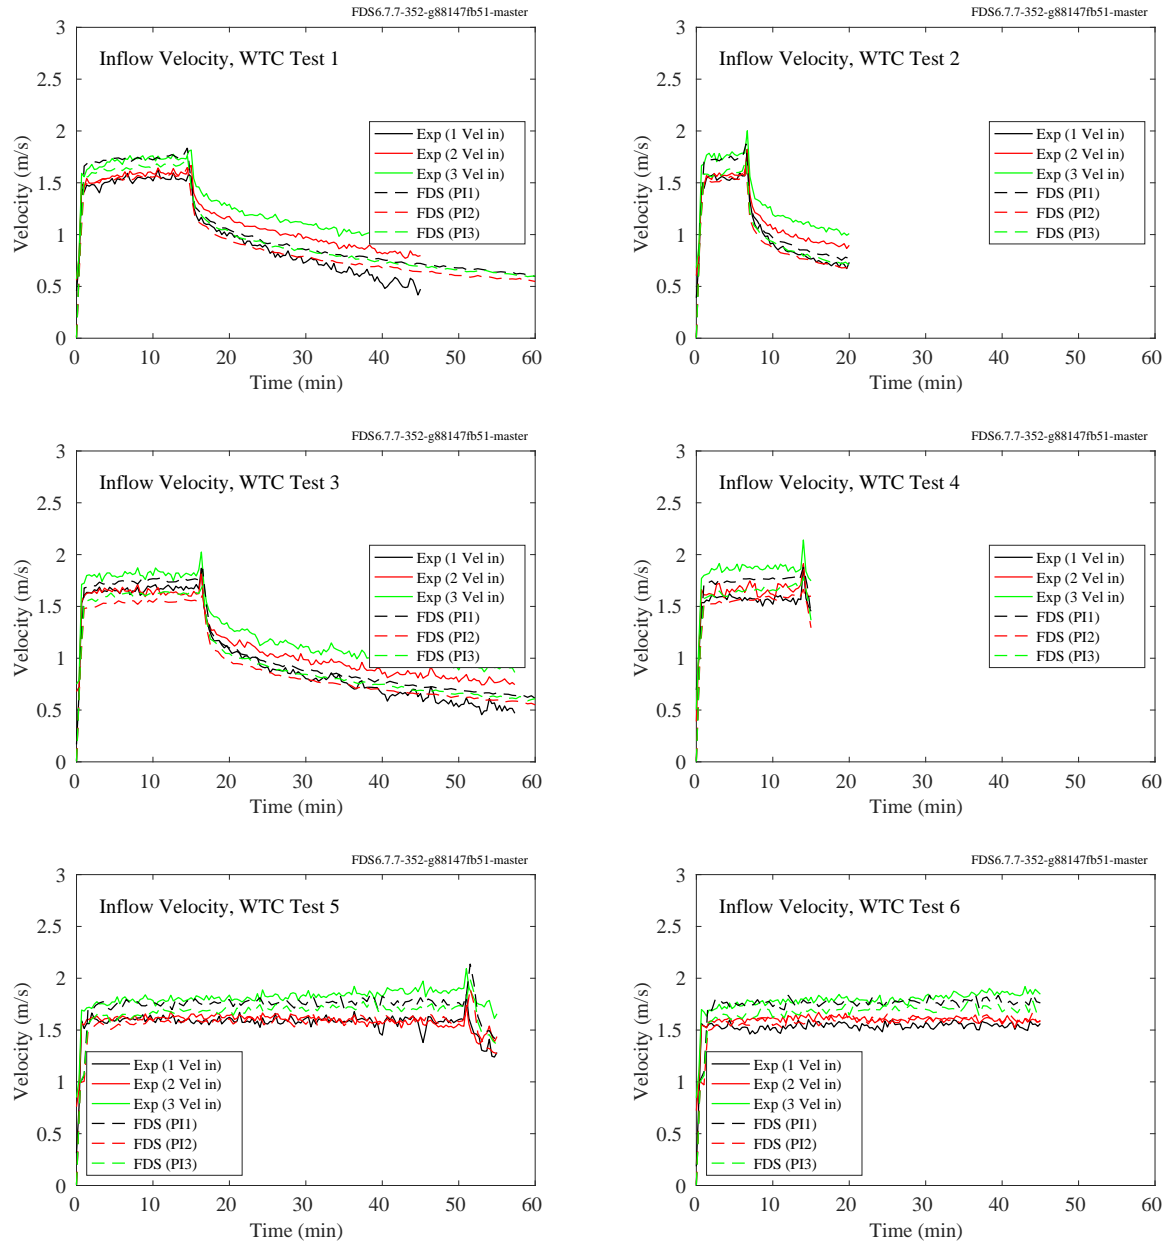 FDS6.7.7-352-g88147fb51-master
Inflow Velocity, WTC Test 1
Velocity (m/s)
3
2.5
2
1.5
1
0.5
0
Exp (1 Vel in)
Exp (2 Vel in)
Exp (3 Vel in)
FDS (PI1)
FDS (PI2)
FDS (PI3)
0 10 20 30 40 50 60
Time (min)
FDS6.7.7-352-g88147fb51-master
Inflow Velocity, WTC Test 2
Velocity (m/s)
3
2.5
2
1.5
1
0.5
0
Exp (1 Vel in)
Exp (2 Vel in)
Exp (3 Vel in)
FDS (PI1)
FDS (PI2)
FDS (PI3)
0 10 20 30 40 50 60
Time (min)
FDS6.7.7-352-g88147fb51-master
Inflow Velocity, WTC Test 3
Velocity (m/s)
3
2.5
2
1.5
1
0.5
0
Exp (1 Vel in)
Exp (2 Vel in)
Exp (3 Vel in)
FDS (PI1)
FDS (PI2)
FDS (PI3)
0 10 20 30 40 50 60
Time (min)
FDS6.7.7-352-g88147fb51-master
Inflow Velocity, WTC Test 4
Velocity (m/s)
3
2.5
2
1.5
1
0.5
0
Exp (1 Vel in)
Exp (2 Vel in)
Exp (3 Vel in)
FDS (PI1)
FDS (PI2)
FDS (PI3)
0 10 20 30 40 50 60
Time (min)
FDS6.7.7-352-g88147fb51-master
Inflow Velocity, WTC Test 5
Velocity (m/s)
3
2.5
2
1.5
1
0.5
0
Exp (1 Vel in)
Exp (2 Vel in)
Exp (3 Vel in)
FDS (PI1)
FDS (PI2)
FDS (PI3)
0 10 20 30 40 50 60
Time (min)
FDS6.7.7-352-g88147fb51-master
Inflow Velocity, WTC Test 6
Velocity (m/s)
3
2.5
2
1.5
1
0.5
0
Exp (1 Vel in)
Exp (2 Vel in)
Exp (3 Vel in)
FDS (PI1)
FDS (PI2)
FDS (PI3)
0 10 20 30 40 50 60
Time (min)